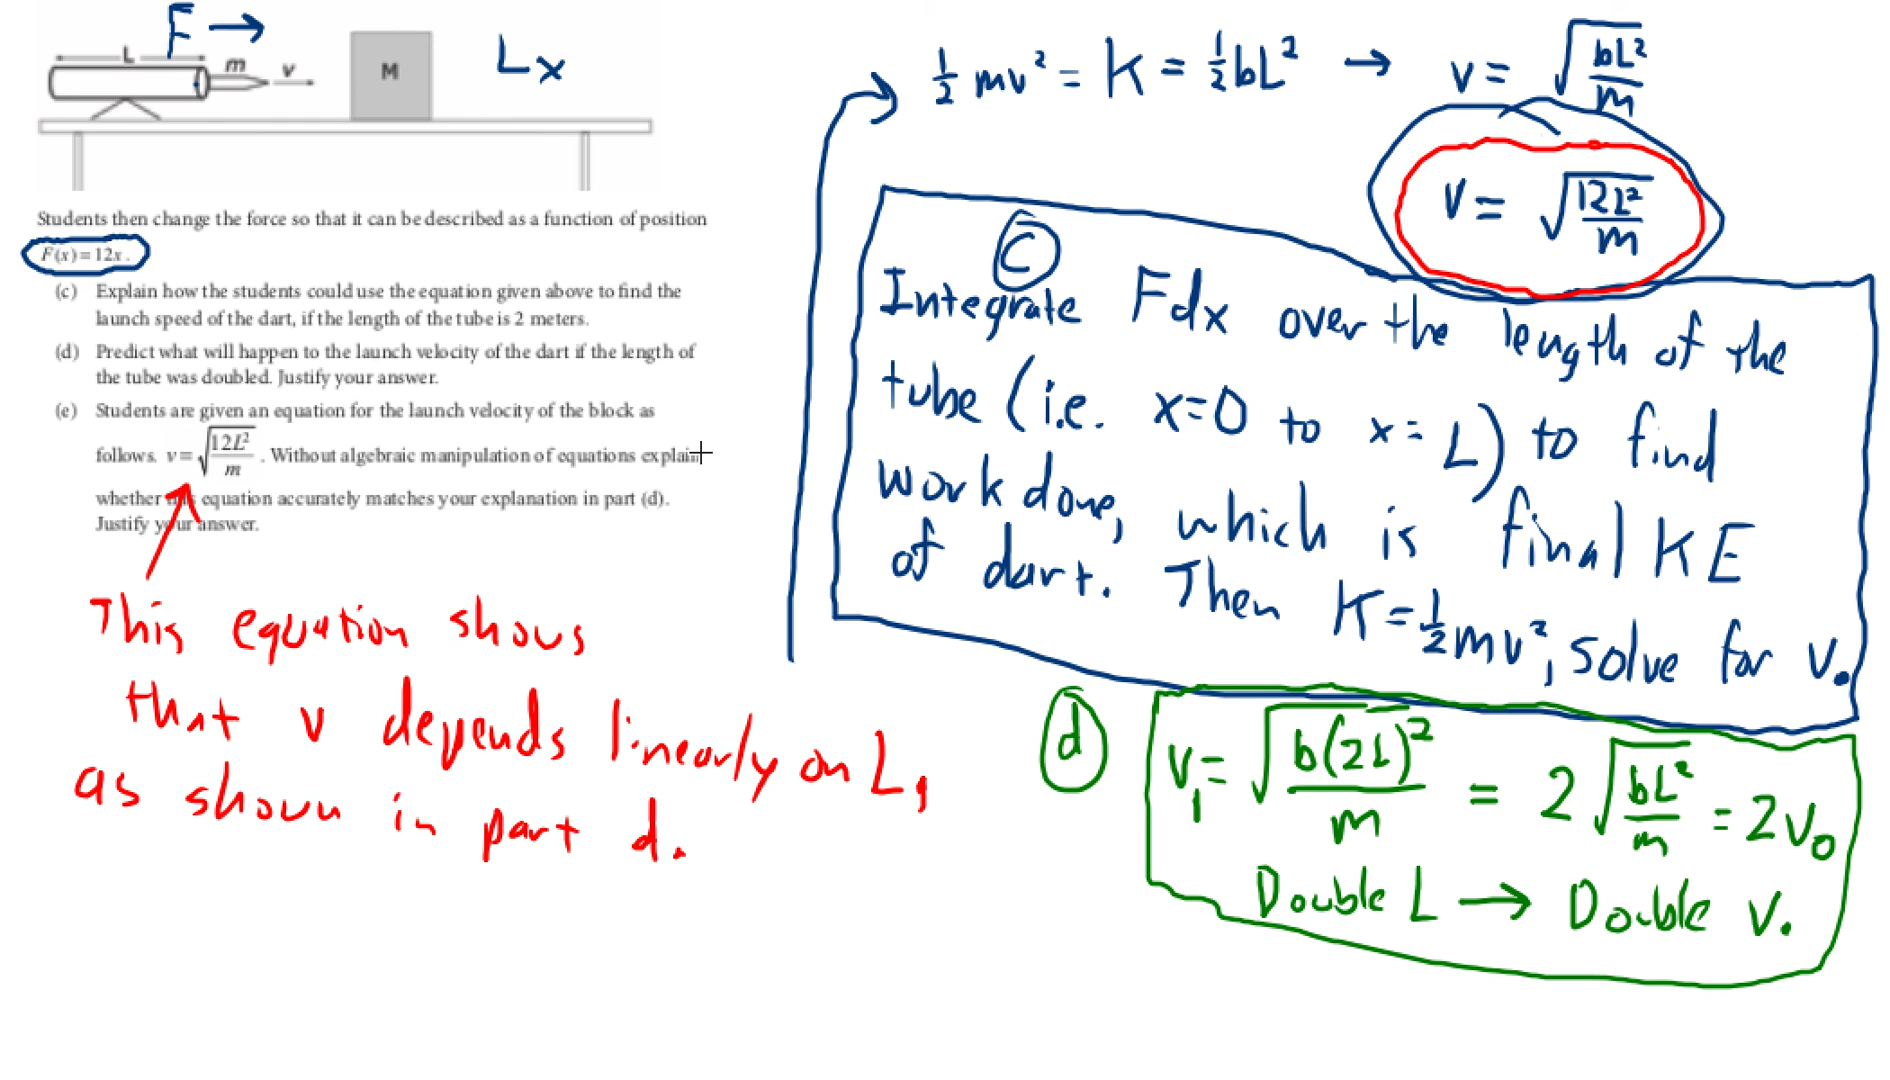 F →
L
m
v
M
L x
Students then change the force so that it can be described as a function of position
F(x)=12x.
(c) Explain how the students could use the equation given above to find the
launch speed of the dart, if the length of the tube is 2 meters.
(d) Predict what will happen to the launch velocity of the dart if the length of
the tube was doubled. Justify your answer.
(e) Students are given an equation for the launch velocity of the block as
follows. v=√(12L²/m). Without algebraic manipulation of equations explain
whether equation accurately matches your explanation in part (d).
Justify your answer.
This equation shows
that v depends linearly on L,
as shown in part d.
½mv² = K = ½bL² → v = √(bL²/m)
v = √(12L²/m)
Ⓒ
Integrate Fdx over the length of the
tube (i.e. x=0 to x=L) to find
work done, which is final KE
of dart. Then K=½mv², solve for v.
ⓓ
v₁ = √(b(2L)²/m) = 2√(bL²/m) = 2v₀
Double L → Double v.